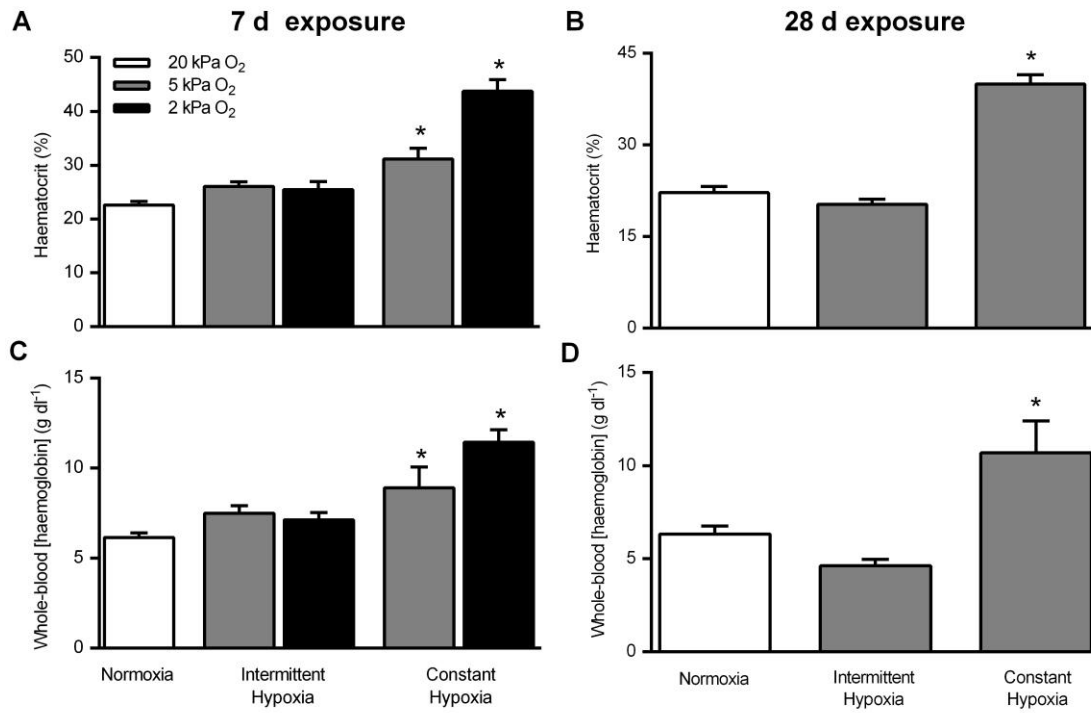 A
7 d exposure
B
28 d exposure
20 kPa O₂
5 kPa O₂
2 kPa O₂
Haematocrit (%)
50
40
30
20
10
0
*
*
Haematocrit (%)
45
30
15
0
*
C
D
Whole-blood [haemoglobin] (g dl⁻¹)
15
10
5
0
*
*
Whole-blood [haemoglobin] (g dl⁻¹)
15
10
5
0
*
Normoxia
Intermittent
Hypoxia
Constant
Hypoxia
Normoxia
Intermittent
Hypoxia
Constant
Hypoxia